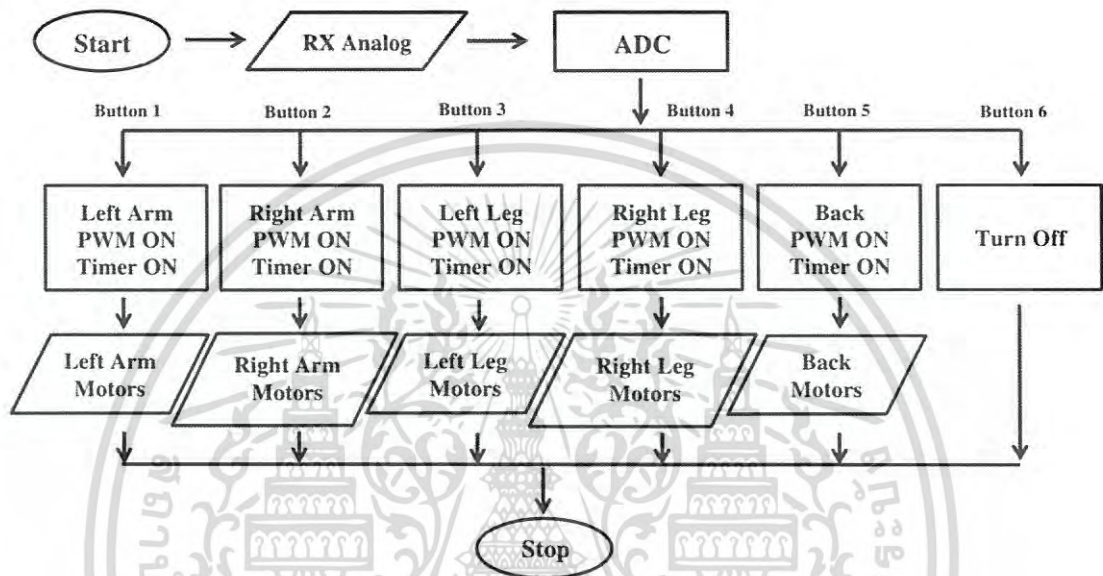 Start
RX Analog
ADC
Button 1
Button 2
Button 3
Button 4
Button 5
Button 6
Left Arm
PWM ON
Timer ON
Right Arm
PWM ON
Timer ON
Left Leg
PWM ON
Timer ON
Right Leg
PWM ON
Timer ON
Back
PWM ON
Timer ON
Turn Off
Left Arm
Motors
Right Arm
Motors
Left Leg
Motors
Right Leg
Motors
Back
Motors
Stop